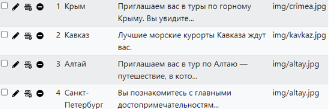 1 Крым Приглашаем вас в туры по горному Крыму. Вы увидите... img/crimea.jpg
2 Кавказ Лучшие морские курорты Кавказа ждут вас. img/kavkaz.jpg
3 Алтай Приглашаем вас в тур по Алтаю — путешествие, в кото... img/altay.jpg
4 Санкт-Петербург Вы познакомитесь с главными достопримечательностям... img/altay.jpg